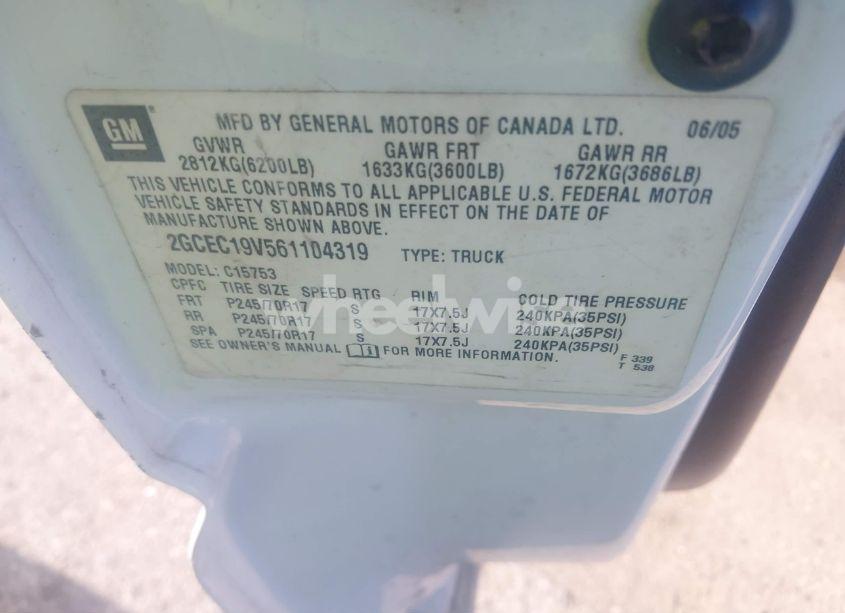 GM
MFD BY GENERAL MOTORS OF CANADA LTD. 06/05
GVWR GAWR FRT GAWR RR
2812KG(6200LB) 1633KG(3600LB) 1672KG(3686LB)
THIS VEHICLE CONFORMS TO ALL APPLICABLE U.S. FEDERAL MOTOR
VEHICLE SAFETY STANDARDS IN EFFECT ON THE DATE OF
MANUFACTURE SHOWN ABOVE.
2GCEC19V561104319 TYPE: TRUCK
MODEL: C15753
CPFC TIRE SIZE SPEED RTG RIM COLD TIRE PRESSURE
FRT P245/70R17 S 17X7.5J 240KPA(35PSI)
RR P245/70R17 S 17X7.5J 240KPA(35PSI)
SPA P245/70R17 S 17X7.5J 240KPA(35PSI)
SEE OWNER'S MANUAL FOR MORE INFORMATION.
F 339
T 538
wheelwire